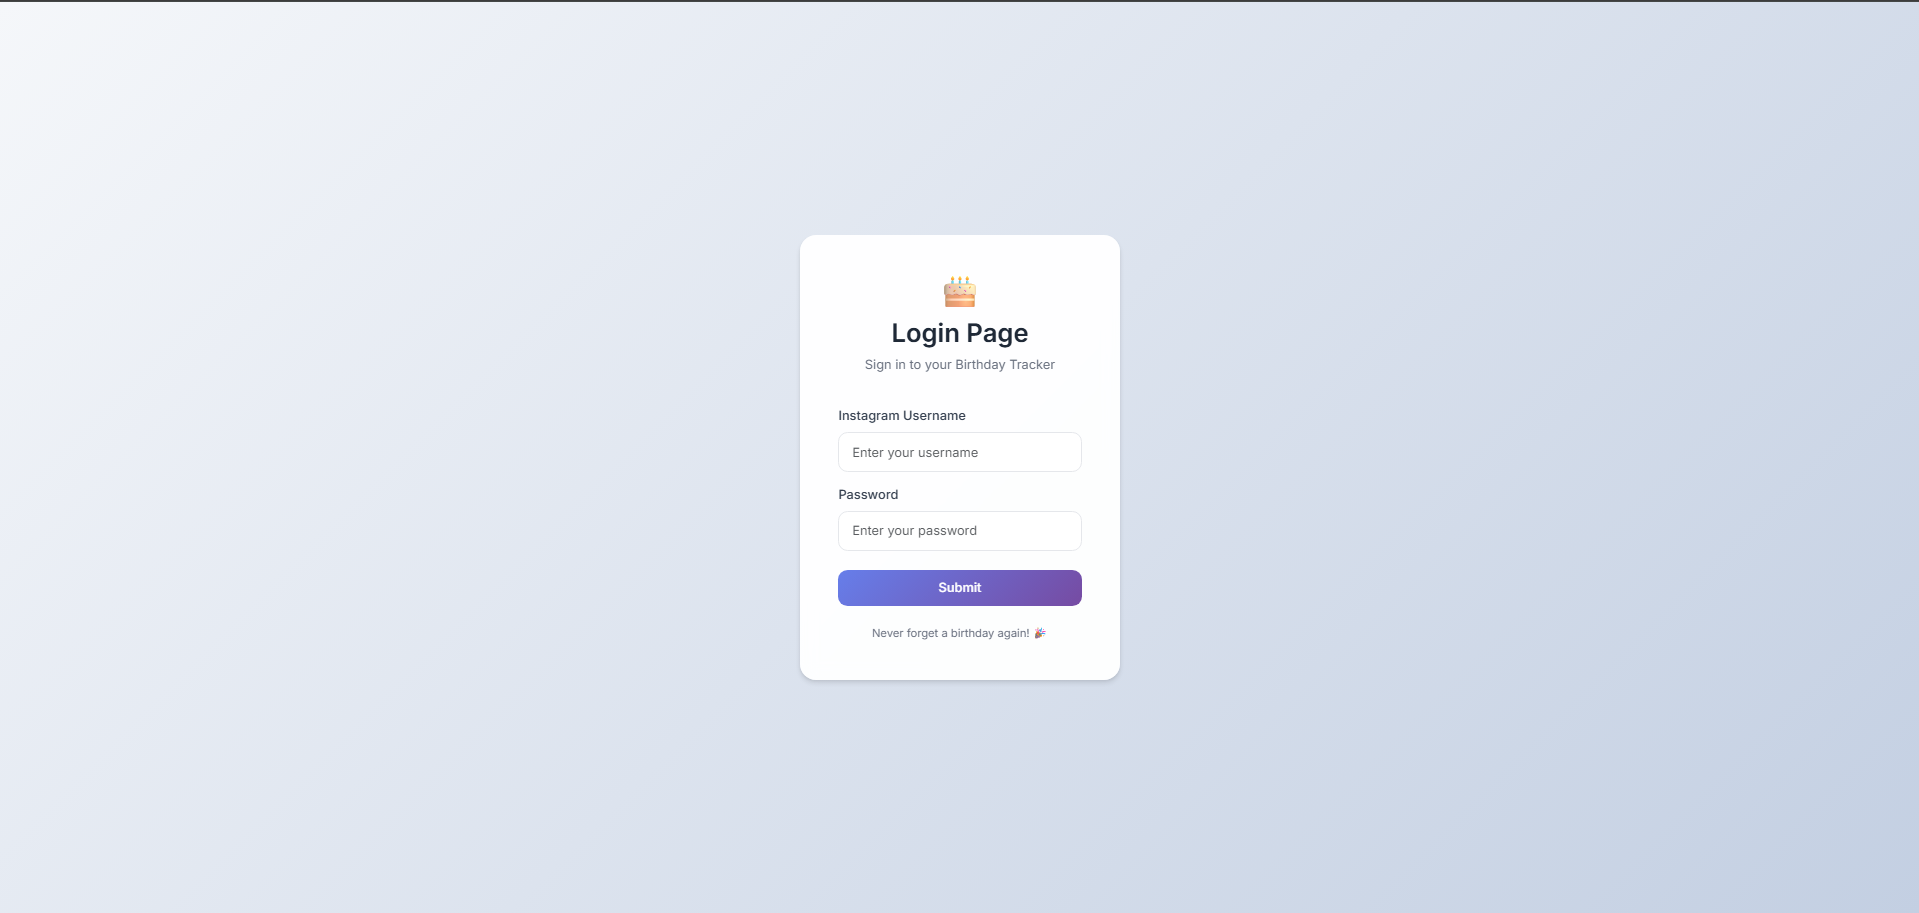 Login Page
Sign in to your Birthday Tracker
Instagram Username
Enter your username
Password
Enter your password
Submit
Never forget a birthday again! 🎉